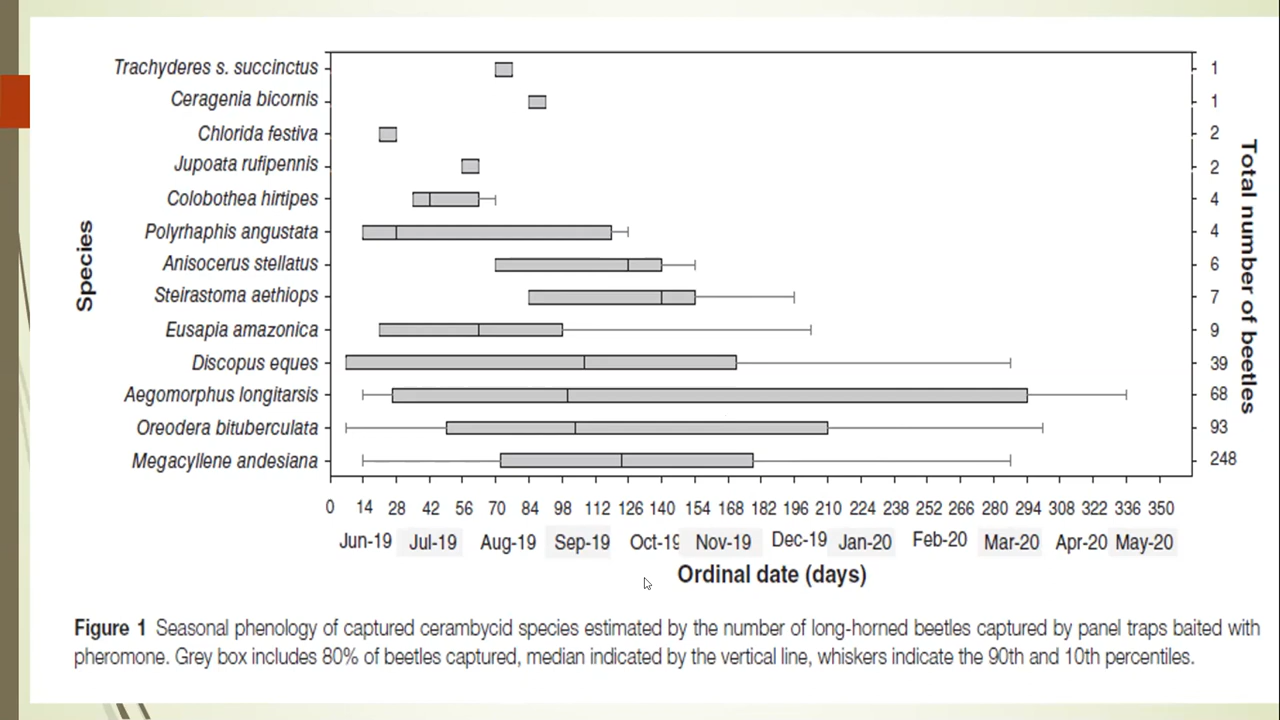 Trachyderes s. succinctus 1
Ceragenia bicornis 1
Chlorida festiva 2
Jupoata rufipennis 2
Colobothea hirtipes 4
Polyrhaphis angustata 4
Anisocerus stellatus 6
Steirastoma aethiops 7
Eusapia amazonica 9
Discopus eques 39
Aegomorphus longitarsis 68
Oreodera bituberculata 93
Megacyllene andesiana 248
Species
Total number of beetles
0 14 28 42 56 70 84 98 112 126 140 154 168 182 196 210 224 238 252 266 280 294 308 322 336 350
Jun-19 Jul-19 Aug-19 Sep-19 Oct-19 Nov-19 Dec-19 Jan-20 Feb-20 Mar-20 Apr-20 May-20
Ordinal date (days)
Figure 1 Seasonal phenology of captured cerambycid species estimated by the number of long-horned beetles captured by panel traps baited with
pheromone. Grey box includes 80% of beetles captured, median indicated by the vertical line, whiskers indicate the 90th and 10th percentiles.